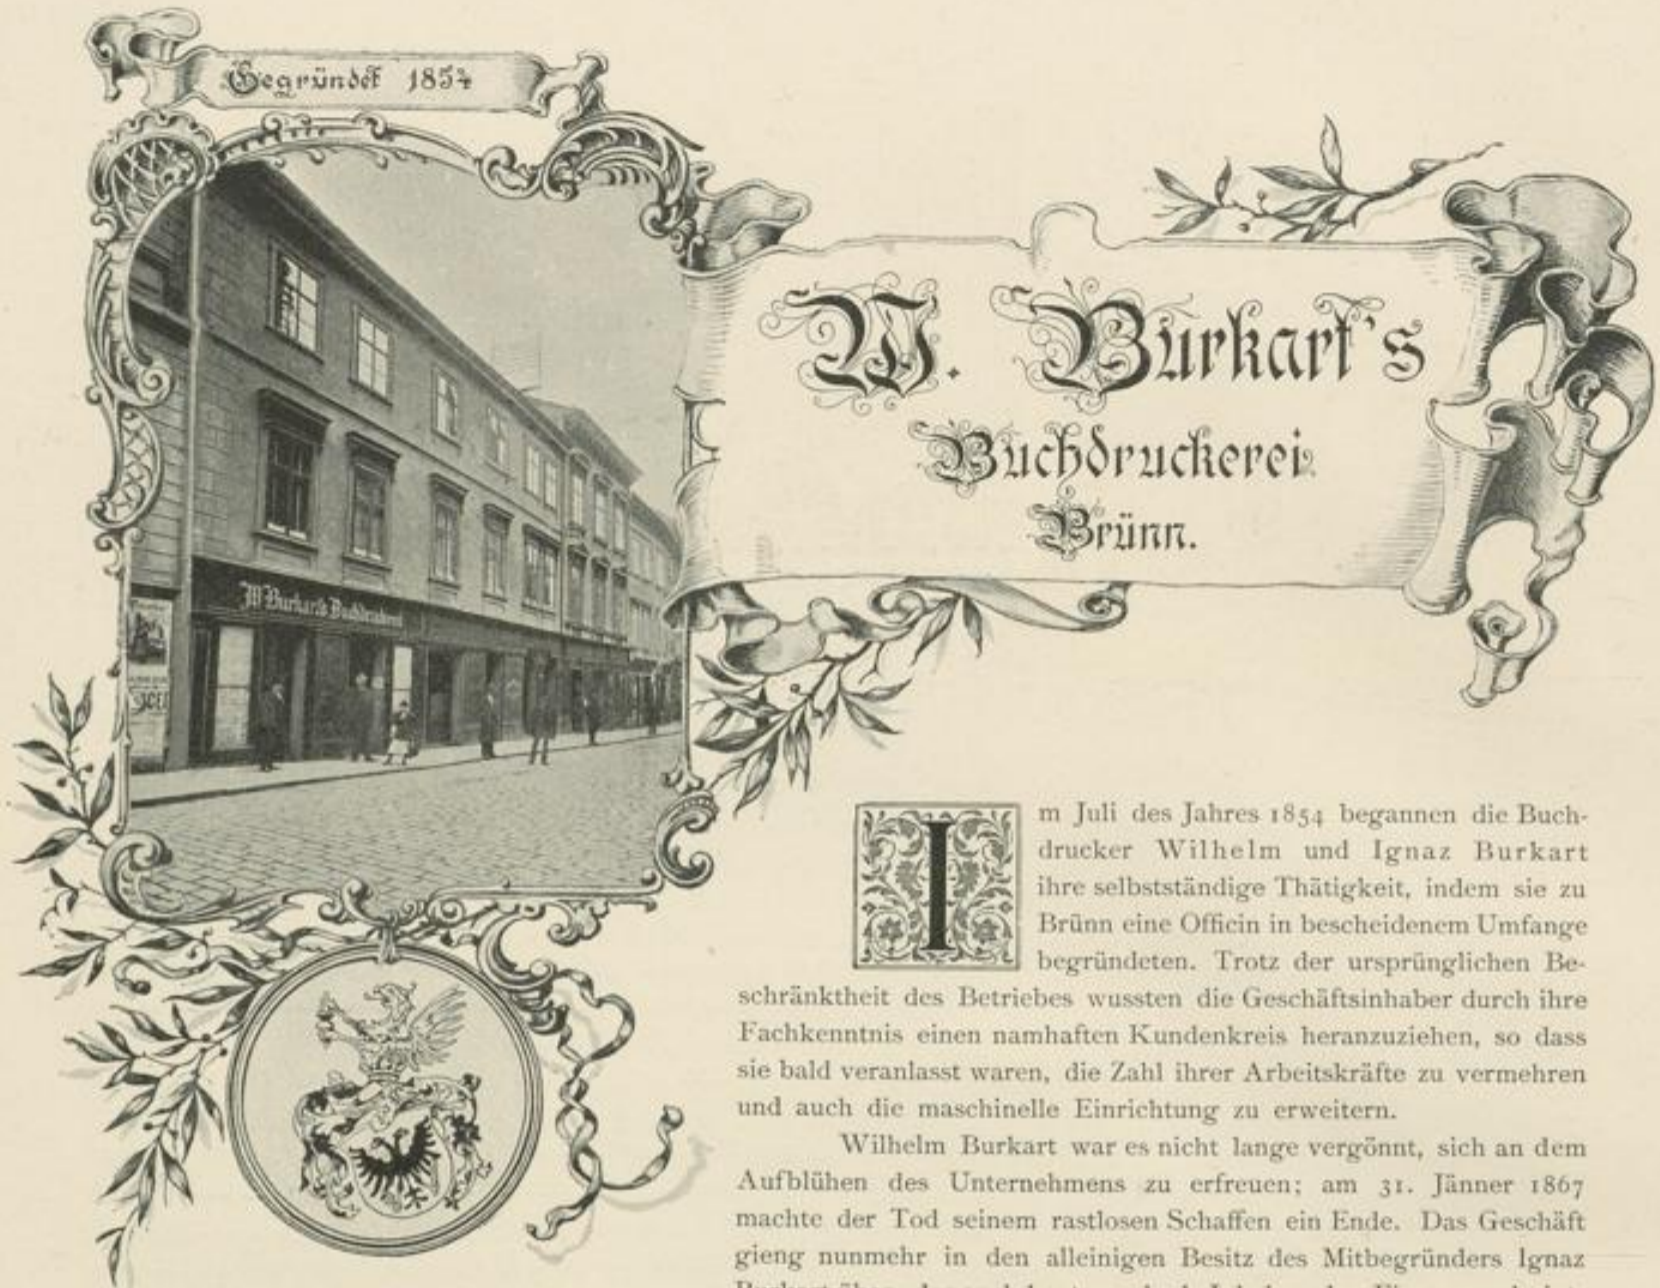 Gegründet 1854
W. Burkart's
Buchdruckerei
Brünn.
W Burkart's Buchdruckerei
Im Juli des Jahres 1854 begannen die Buch-
drucker Wilhelm und Ignaz Burkart
ihre selbstständige Thätigkeit, indem sie zu
Brünn eine Officin in bescheidenem Umfange
begründeten. Trotz der ursprünglichen Be-
schränktheit des Betriebes wussten die Geschäftsinhaber durch ihre
Fachkenntnis einen namhaften Kundenkreis heranzuziehen, so dass
sie bald veranlasst waren, die Zahl ihrer Arbeitskräfte zu vermehren
und auch die maschinelle Einrichtung zu erweitern.
Wilhelm Burkart war es nicht lange vergönnt, sich an dem
Aufblühen des Unternehmens zu erfreuen; am 31. Jänner 1867
machte der Tod seinem rastlosen Schaffen ein Ende. Das Geschäft
gieng nunmehr in den alleinigen Besitz des Mitbegründers Ignaz